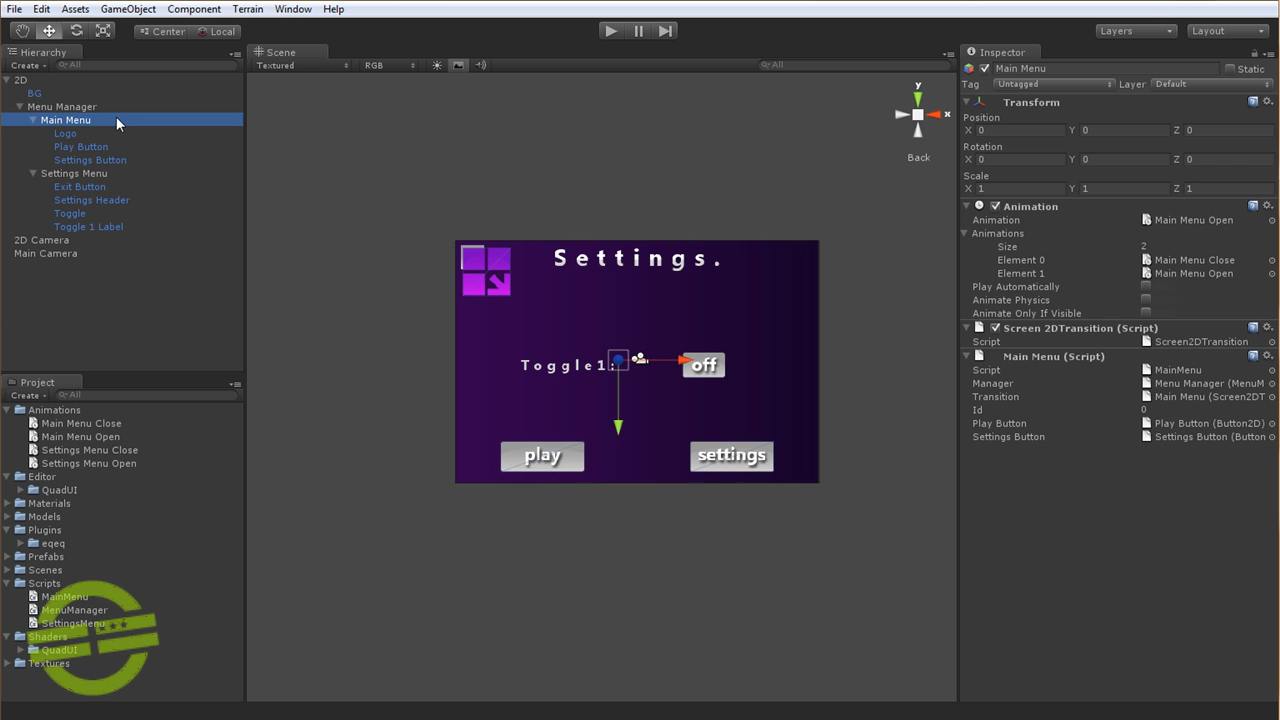 File Edit Assets GameObject Component Terrain Window Help
Center Local Layers Layout
Hierarchy
Create All
2D
BG
Menu Manager
Main Menu
Logo
Play Button
Settings Button
Settings Menu
Exit Button
Settings Header
Toggle
Toggle 1 Label
2D Camera
Main Camera
Project
Create All
Animations
Main Menu Close
Main Menu Open
Settings Menu Close
Settings Menu Open
Editor
QuadUI
Materials
Models
Plugins
eqeq
Prefabs
Scenes
Scripts
MainMenu
MenuManager
SettingsMenu
Shaders
QuadUI
Textures
Scene
Textured RGB All
y
x
Back
Settings.
Toggle1:
off
play settings
Inspector
Main Menu Static
Tag Untagged Layer Default
Transform
Position
X 0 Y 0 Z 0
Rotation
X 0 Y 0 Z 0
Scale
X 1 Y 1 Z 1
Animation
Animation Main Menu Open
Animations
Size 2
Element 0 Main Menu Close
Element 1 Main Menu Open
Play Automatically
Animate Physics
Animate Only If Visible
Screen 2DTransition (Script)
Script Screen2DTransition
Main Menu (Script)
Script MainMenu
Manager Menu Manager (MenuM
Transition Main Menu (Screen2DT
Id 0
Play Button Play Button (Button2D)
Settings Button Settings Button (Button